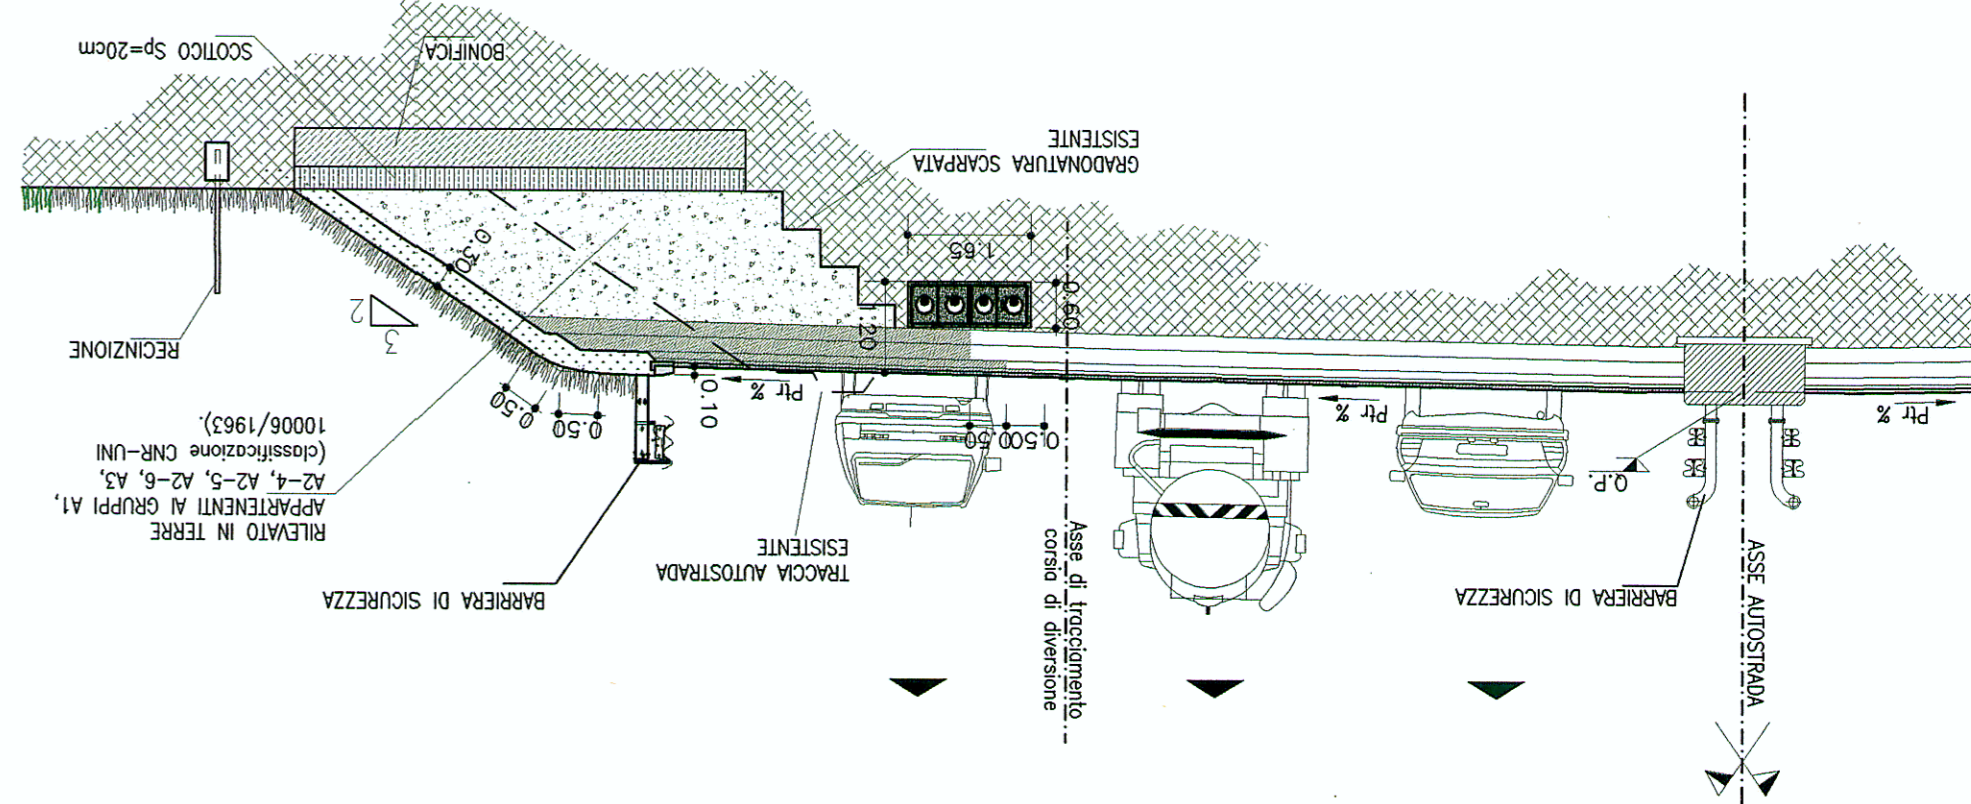 ASSE AUTOSTRADA
BARRIERA DI SICUREZZA
Asse di tracciamento
corsia di diversione
TRACCIA AUTOSTRADA
ESISTENTE
BARRIERA DI SICUREZZA
RILEVATO IN TERRE
APPARTENENTI AI GRUPPI A1,
A2-4, A2-5, A2-6, A3,
(classificazione CNR-UNI
10006/1963).
Q.P.
Ptr %
Ptr %
Ptr %
0.50
0.50
0.10
0.50
0.50
1.20
0.60
1.65
3
2
0.30
RECINZIONE
GRADONATURA SCARPATA
ESISTENTE
BONIFICA
SCOTICO Sp=20cm